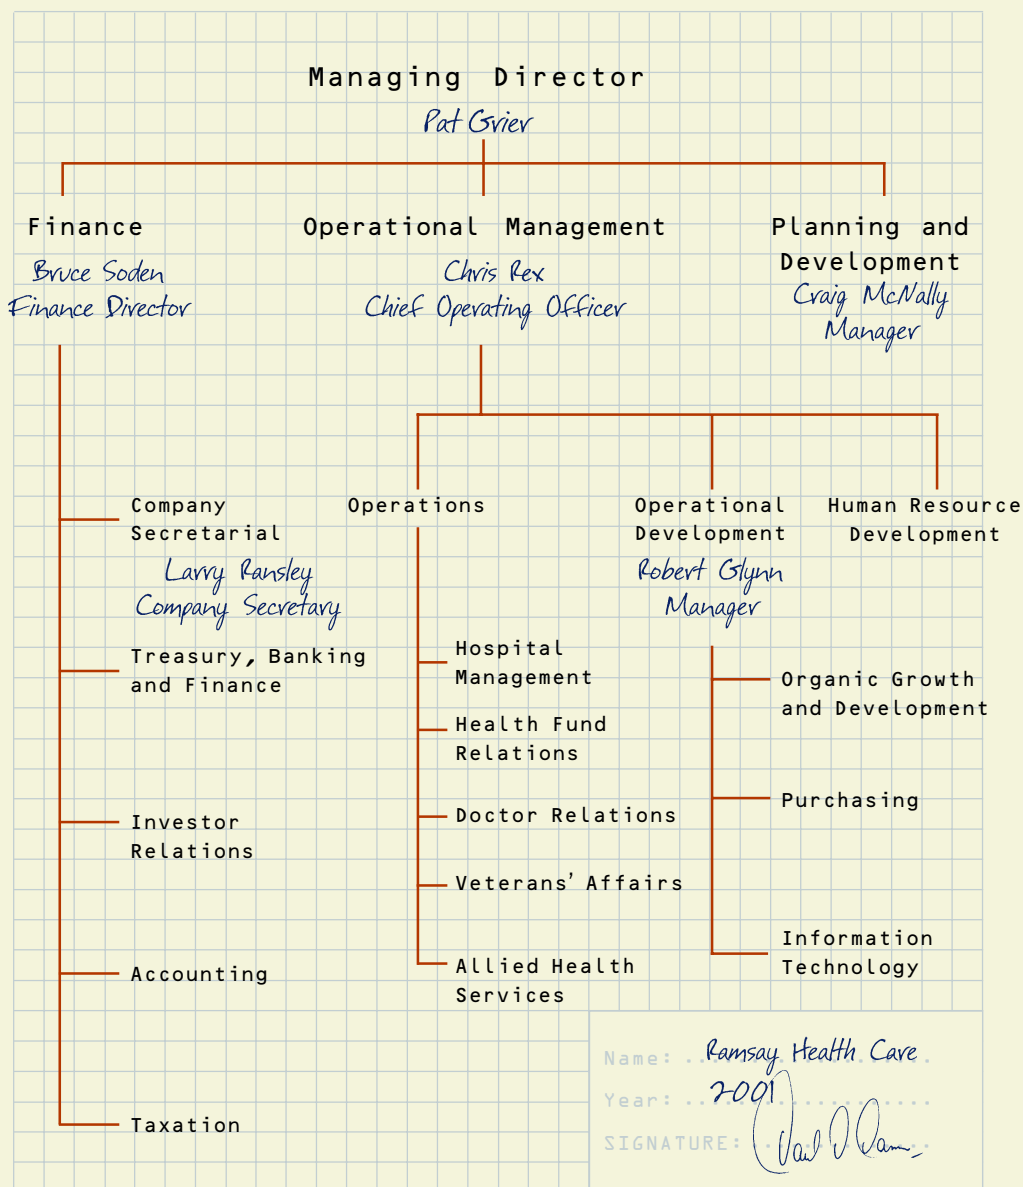 Managing Director
Pat Grier
Finance
Bruce Soden
Finance Director
Operational Management
Chris Rex
Chief Operating Officer
Planning and
Development
Craig McNally
Manager
Company
Secretarial
Larry Ransley
Company Secretary
Treasury, Banking
and Finance
Investor
Relations
Accounting
Taxation
Operations
Hospital
Management
Health Fund
Relations
Doctor Relations
Veterans' Affairs
Allied Health
Services
Operational
Development
Robert Glynn
Manager
Organic Growth
and Development
Purchasing
Information
Technology
Human Resource
Development
Name: Ramsay Health Care
Year: 2001
SIGNATURE: